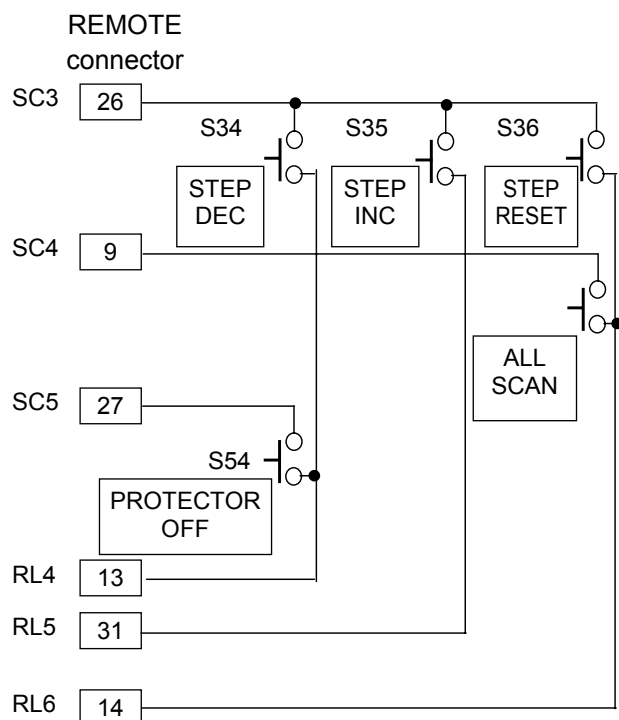 REMOTE
connector
SC3 26
S34 S35 S36
STEP
DEC
STEP
INC
STEP
RESET
SC4 9
ALL
SCAN
SC5 27
S54
PROTECTOR
OFF
RL4 13
RL5 31
RL6 14